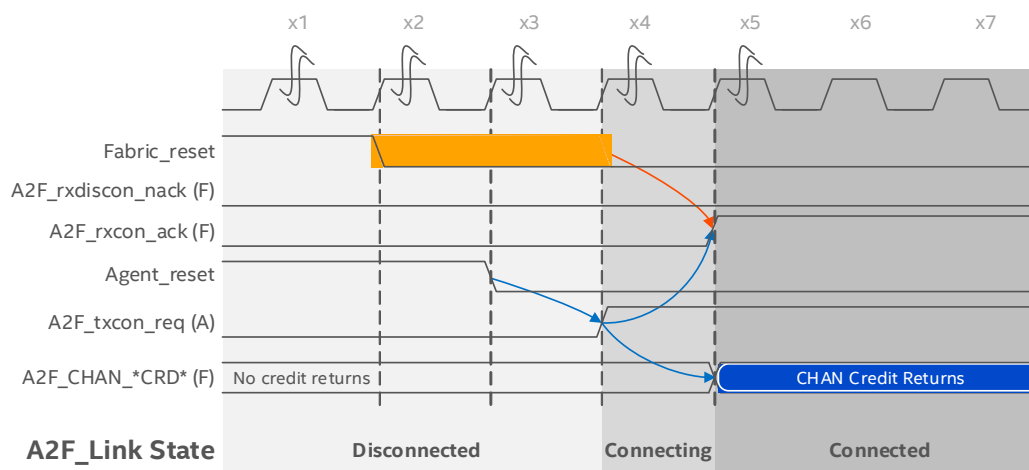 x1 x2 x3 x4 x5 x6 x7
Fabric_reset
A2F_rxdiscon_nack (F)
A2F_rxcon_ack (F)
Agent_reset
A2F_txcon_req (A)
A2F_CHAN_*CRD* (F) No credit returns CHAN Credit Returns
A2F_Link State Disconnected Connecting Connected